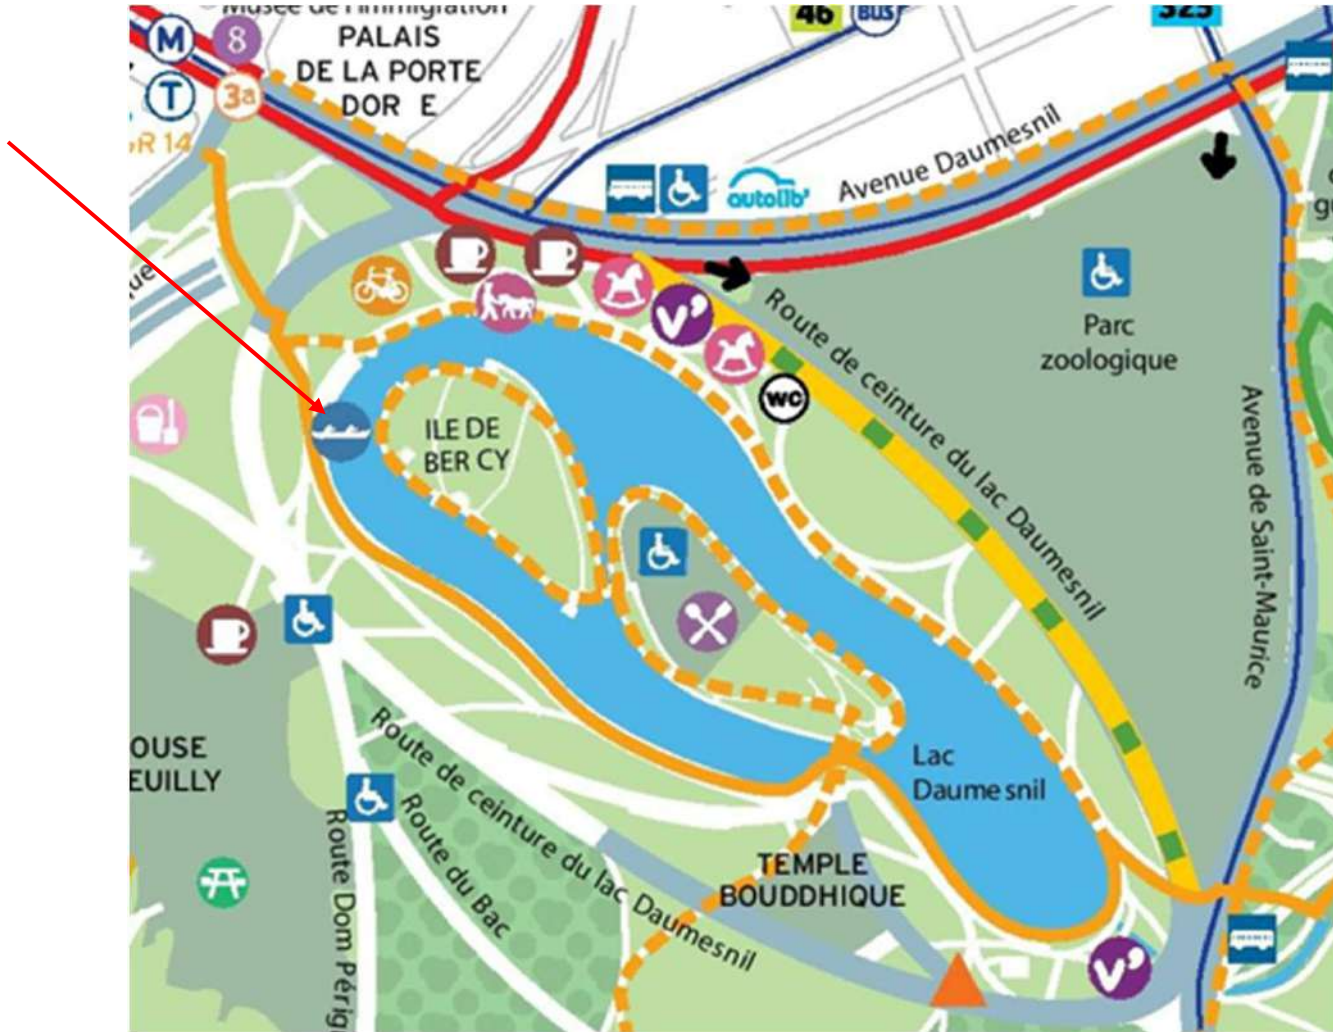 Musée de l'immigration
PALAIS
DE LA PORTE
DOR E
M
8
T
3a
R 14
46
BUS
325
autolib'
Avenue Daumesnil
Route de ceinture du lac Daumesnil
Parc
zoologique
Avenue de Saint-Maurice
V'
WC
ILE DE
BER CY
Lac
Daume snil
OUSE
EUILLY
Route de ceinture du lac Daumesnil
Route du Bac
Route Dom Périg
TEMPLE
BOUDDHIQUE
V'